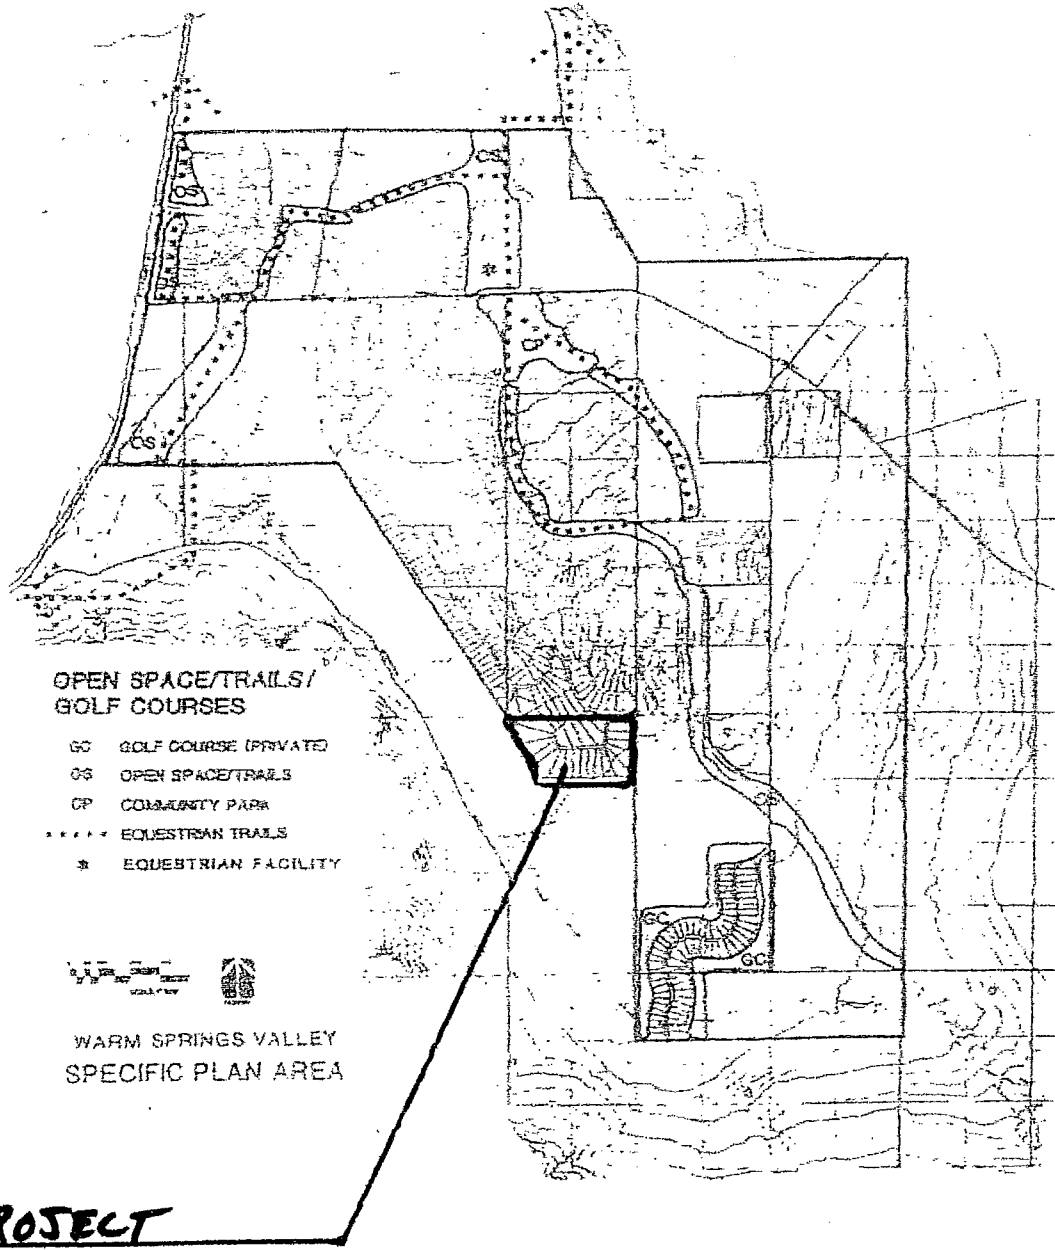 OS
OS
CP
OS
OPEN SPACE/TRAILS/
GOLF COURSES
GC GOLF COURSE (PRIVATE)
OS OPEN SPACE/TRAILS
CP COMMUNITY PARK
EQUESTRIAN TRAILS
* EQUESTRIAN FACILITY
OS
GC
GC
WARM SPRINGS VALLEY
SPECIFIC PLAN AREA
ROJECT